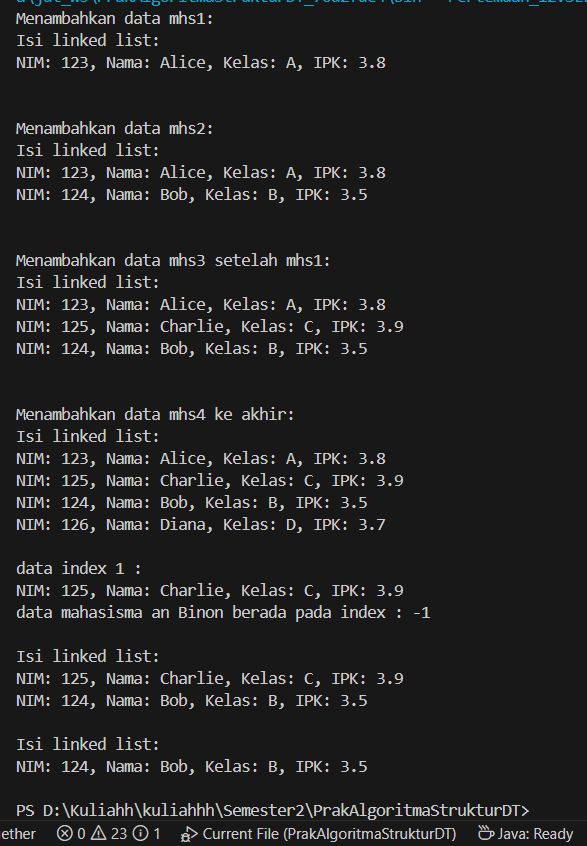 Menambahkan data mhs1:
Isi linked list:
NIM: 123, Nama: Alice, Kelas: A, IPK: 3.8
Menambahkan data mhs2:
Isi linked list:
NIM: 123, Nama: Alice, Kelas: A, IPK: 3.8
NIM: 124, Nama: Bob, Kelas: B, IPK: 3.5
Menambahkan data mhs3 setelah mhs1:
Isi linked list:
NIM: 123, Nama: Alice, Kelas: A, IPK: 3.8
NIM: 125, Nama: Charlie, Kelas: C, IPK: 3.9
NIM: 124, Nama: Bob, Kelas: B, IPK: 3.5
Menambahkan data mhs4 ke akhir:
Isi linked list:
NIM: 123, Nama: Alice, Kelas: A, IPK: 3.8
NIM: 125, Nama: Charlie, Kelas: C, IPK: 3.9
NIM: 124, Nama: Bob, Kelas: B, IPK: 3.5
NIM: 126, Nama: Diana, Kelas: D, IPK: 3.7
data index 1 :
NIM: 125, Nama: Charlie, Kelas: C, IPK: 3.9
data mahasisma an Binon berada pada index : -1
Isi linked list:
NIM: 125, Nama: Charlie, Kelas: C, IPK: 3.9
NIM: 124, Nama: Bob, Kelas: B, IPK: 3.5
Isi linked list:
NIM: 124, Nama: Bob, Kelas: B, IPK: 3.5
PS D:\Kuliahh\kuliahhh\Semester2\PrakAlgoritmaStrukturDT>
ether 0 23 1 Current File (PrakAlgoritmaStrukturDT) Java: Ready